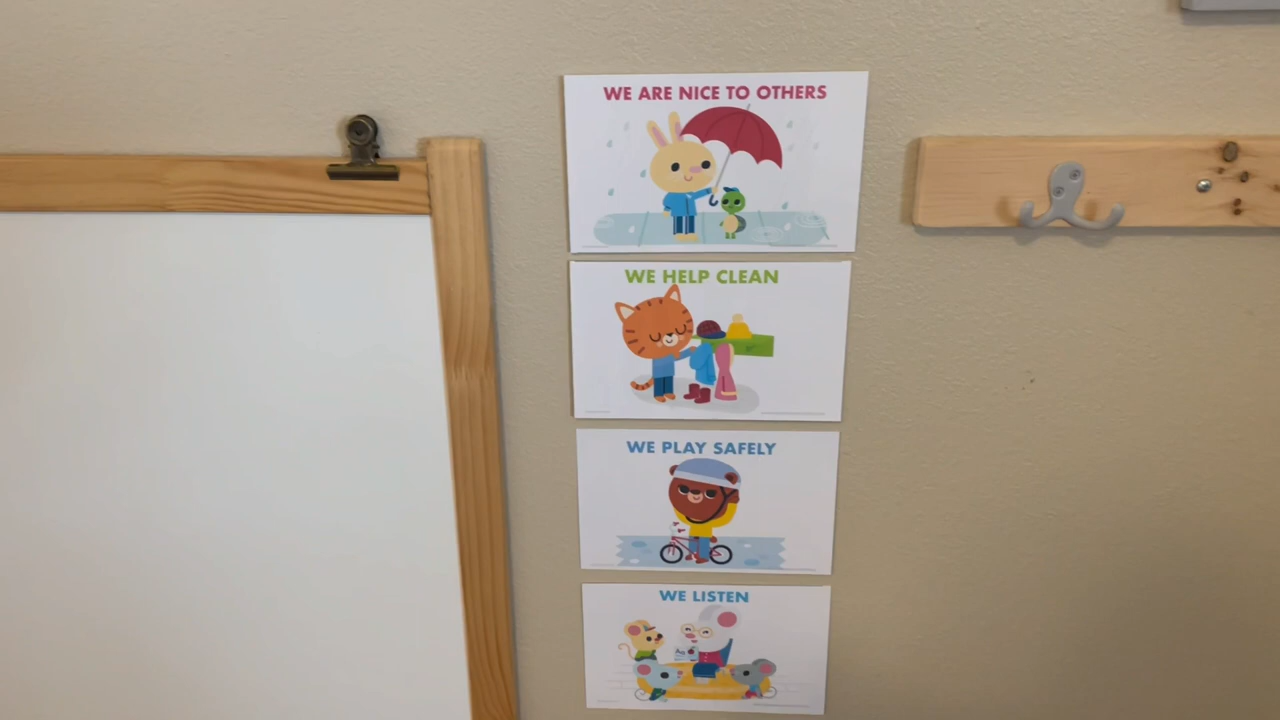 WE ARE NICE TO OTHERS
WE HELP CLEAN
WE PLAY SAFELY
WE LISTEN